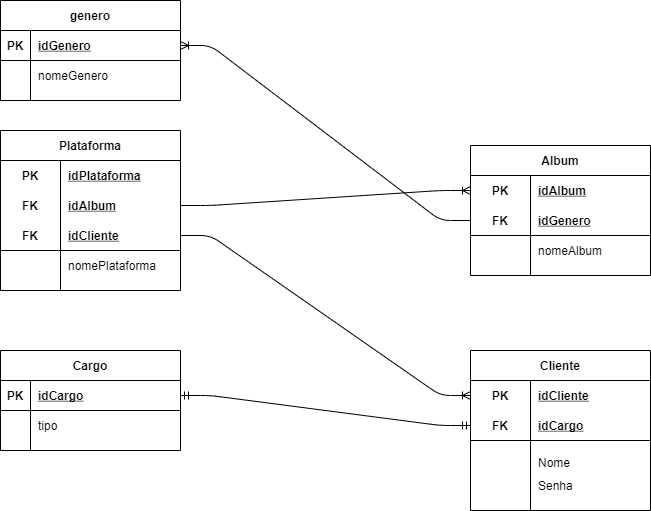 genero
PK idGenero
nomeGenero
Plataforma
PK idPlataforma
FK idAlbum
FK idCliente
nomePlataforma
Album
PK idAlbum
FK idGenero
nomeAlbum
Cargo
PK idCargo
tipo
Cliente
PK idCliente
FK idCargo
Nome
Senha